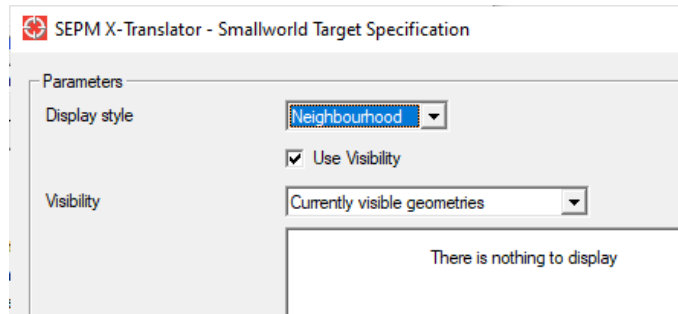 SEPM X-Translator - Smallworld Target Specification
Parameters
Display style Neighbourhood
Use Visibility
Visibility Currently visible geometries
There is nothing to display